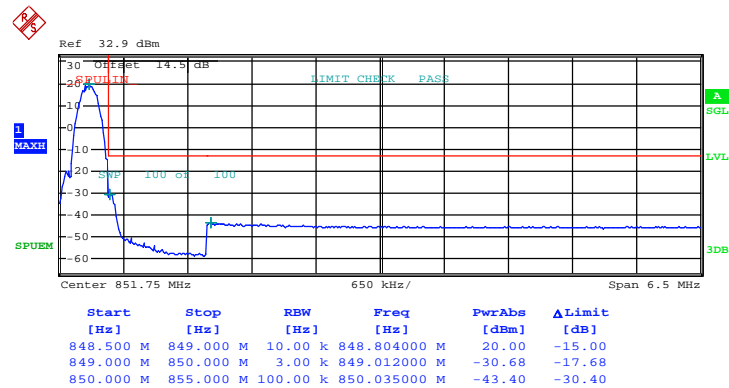 R S
Ref 32.9 dBm
30 Offset 14.5 dB
20 SPULIN LIMIT CHECK PASS
A
10 SGL
0
1
MAXH -10 LVL
-20 SWP 100 of 100
-30
-40
SPUEM -50 3DB
-60
Center 851.75 MHz 650 kHz/ Span 6.5 MHz
Start Stop RBW Freq PwrAbs ΔLimit
[Hz] [Hz] [Hz] [Hz] [dBm] [dB]
848.500 M 849.000 M 10.00 k 848.804000 M 20.00 -15.00
849.000 M 850.000 M 3.00 k 849.012000 M -30.68 -17.68
850.000 M 855.000 M 100.00 k 850.035000 M -43.40 -30.40